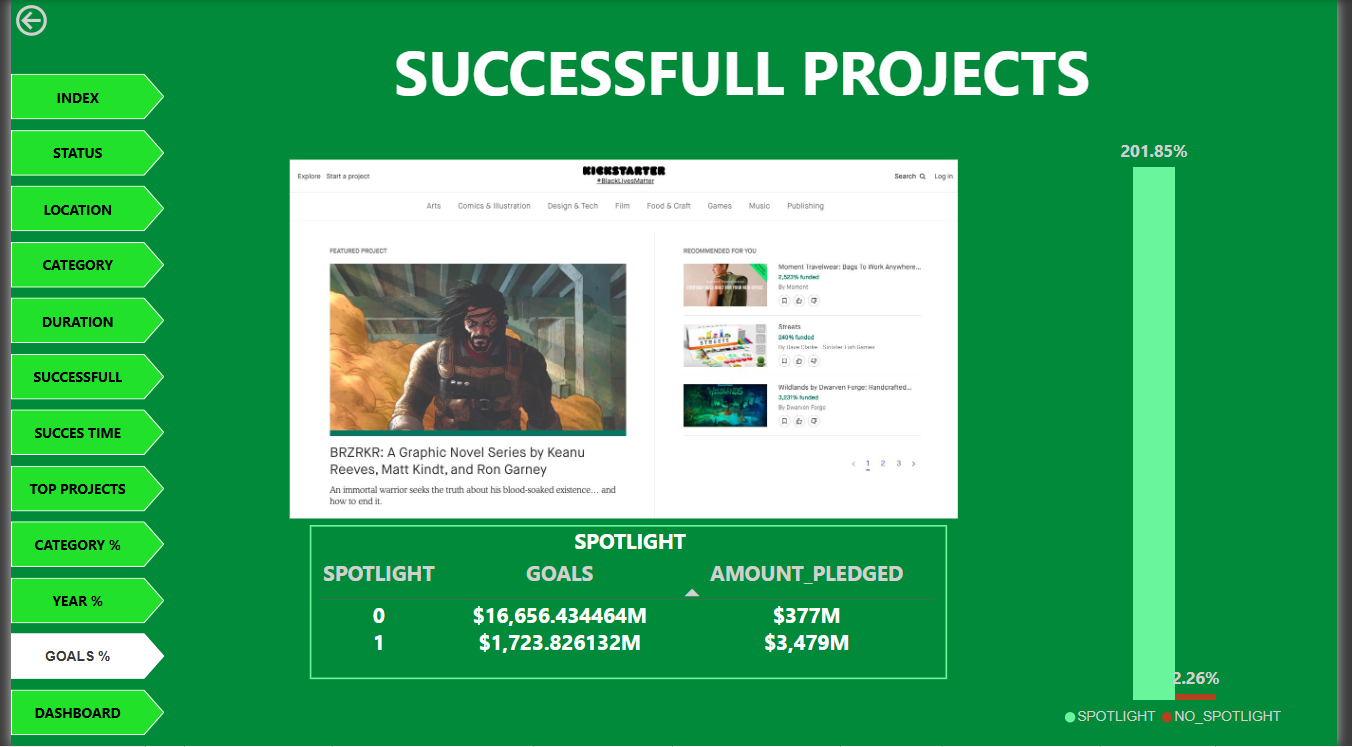 SUCCESSFULL PROJECTS
INDEX
STATUS
LOCATION
CATEGORY
DURATION
SUCCESSFULL
SUCCES TIME
TOP PROJECTS
CATEGORY %
YEAR %
GOALS %
DASHBOARD
Explore Start a project
KICKSTARTER
#BlackLivesMatter
Search Log in
Arts Comics & Illustration Design & Tech Film Food & Craft Games Music Publishing
FEATURED PROJECT
BRZRKR: A Graphic Novel Series by Keanu
Reeves, Matt Kindt, and Ron Garney
An immortal warrior seeks the truth about his blood-soaked existence... and
how to end it.
RECOMMENDED FOR YOU
Moment Travelwear: Bags To Work Anywhere...
2,523% funded
By Moment
Streets
STREETS
240% funded
By Dave Clarke - Sinister Fish Games
Wildlands by Dwarven Forge: Handcrafted...
3,231% funded
By Dwarven Forge
1 2 3
SPOTLIGHT
SPOTLIGHT GOALS AMOUNT_PLEDGED
0 $16,656.434464M $377M
1 $1,723.826132M $3,479M
201.85%
2.26%
SPOTLIGHT NO_SPOTLIGHT